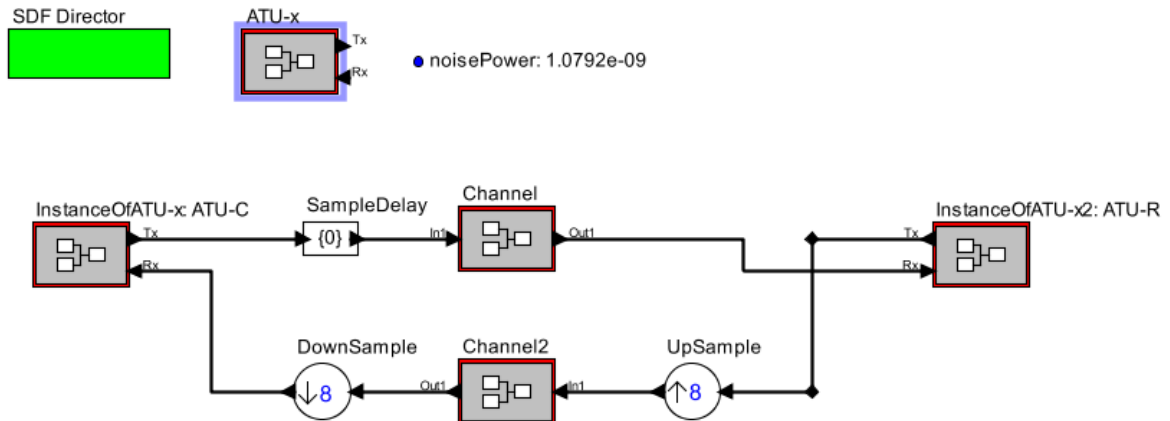 SDF Director
ATU-x
Tx
Rx
noisePower: 1.0792e-09
InstanceOfATU-x: ATU-C
Tx
Rx
SampleDelay
{0}
Channel
In1
Out1
InstanceOfATU-x2: ATU-R
Tx
Rx
DownSample
↓8
Channel2
Out1
In1
UpSample
↑8